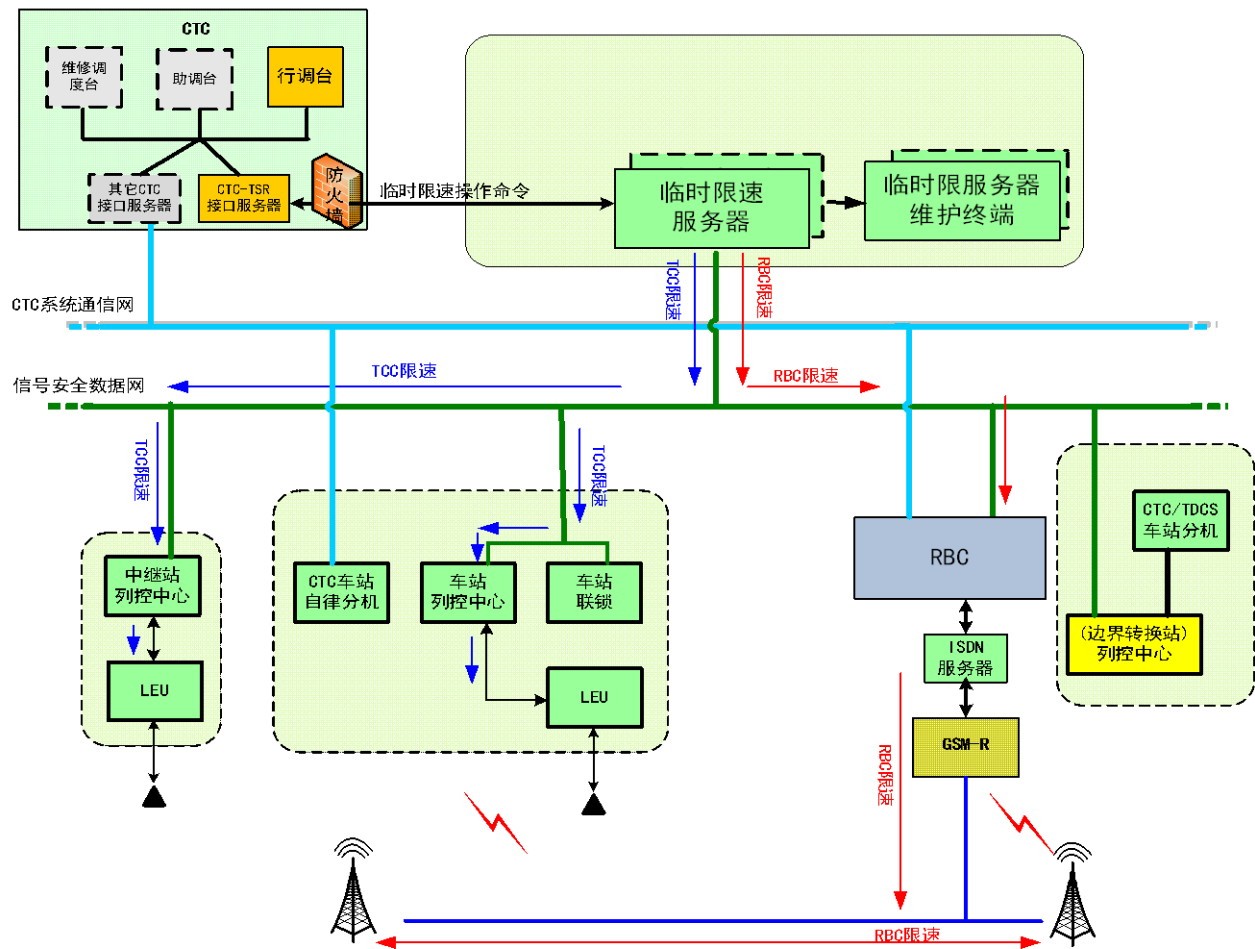 CTC
维修调
度台
助调台
行调台
其它CTC
接口服务器
CTC-TSR
接口服务器
防
火
墙
临时限速操作命令
临时限速
服务器
临时限服务器
维护终端
TCC限速
RBC限速
CTC系统通信网
信号安全数据网
TCC限速
RBC限速
TCC限速
TCC限速
中继站
列控中心
LEU
CTC车站
自律分机
车站
列控中心
车站
联锁
LEU
RBC
ISDN
服务器
GSM-R
CTC/TDCS
车站分机
(边界转换站)
列控中心
RBC限速
RBC限速